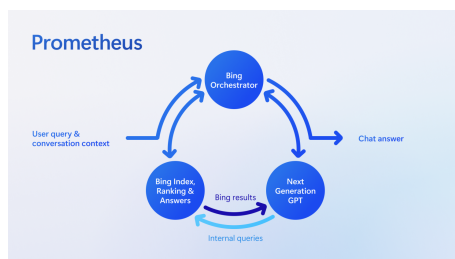 Prometheus
Bing
Orchestrator
User query &
conversation context
Chat answer
Bing Index,
Ranking &
Answers
Next
Generation
GPT
Bing results
Internal queries